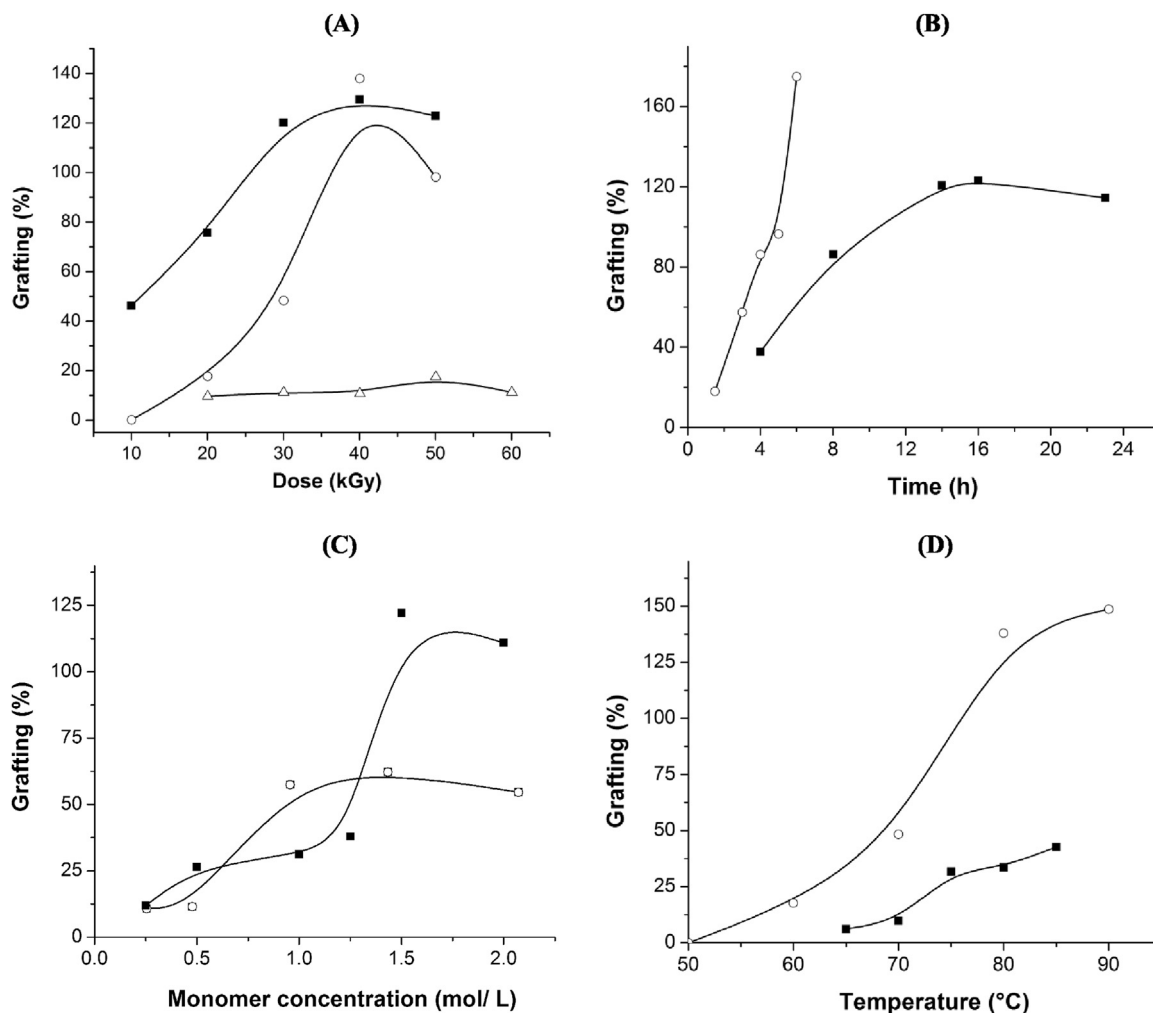 (A)
140
120
100
80
60
40
20
0
Grafting (%)
10 20 30 40 50 60
Dose (kGy)
(B)
160
120
80
40
0
Grafting (%)
0 4 8 12 16 20 24
Time (h)
(C)
125
100
75
50
25
0
Grafting (%)
0.0 0.5 1.0 1.5 2.0
Monomer concentration (mol/ L)
(D)
150
125
100
75
50
25
0
Grafting (%)
50 60 70 80 90
Temperature (°C)